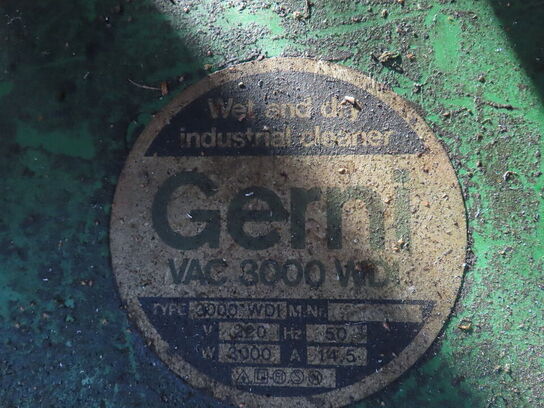 Wet and dry
industrial cleaner
Gerni
VAC 3000 WDI
TYPE 3000 WDI M.Nr.
V 220 Hz 50
W 3000 A 14.5